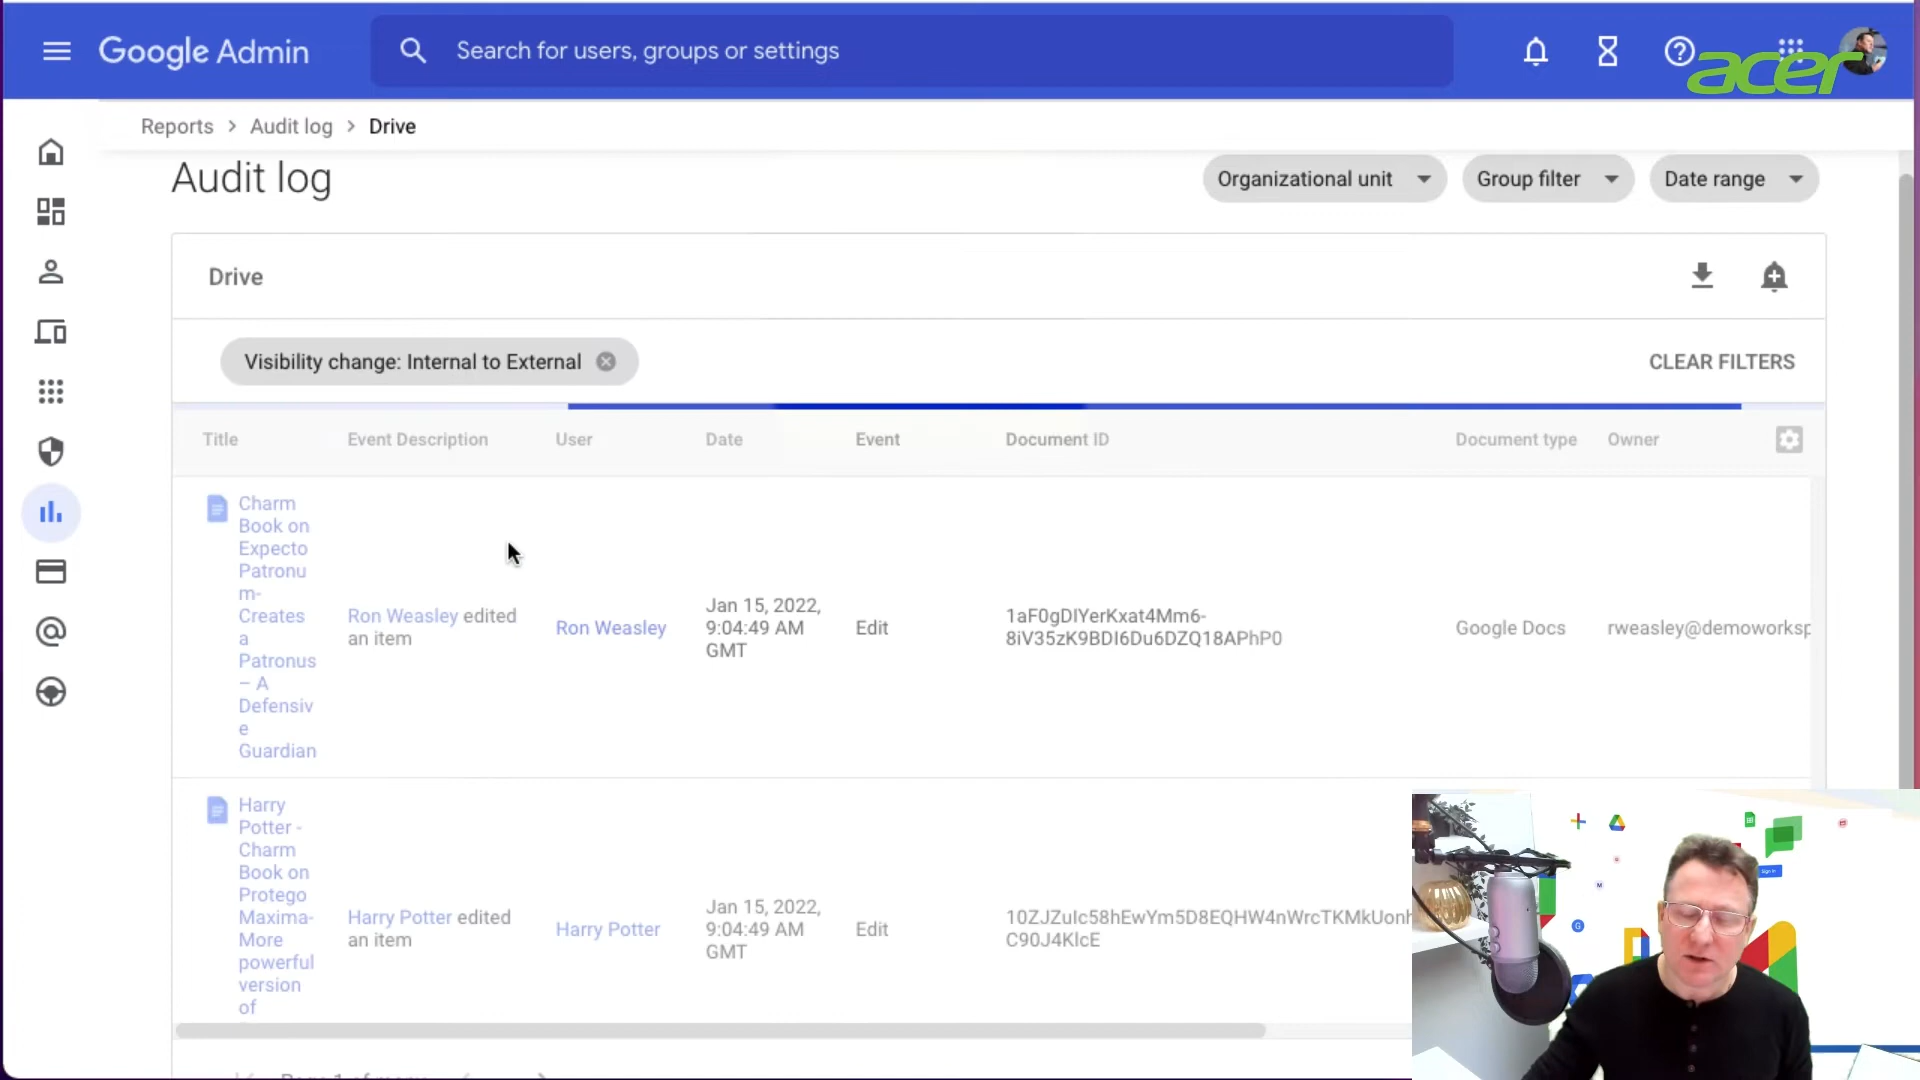 Google Admin
Search for users, groups or settings
acer
Reports > Audit log > Drive
Audit log
Organizational unit
Group filter
Date range
Drive
Visibility change: Internal to External
CLEAR FILTERS
Title
Event Description
User
Date
Event
Document ID
Document type
Owner
Charm
Book on
Expecto
Patronu
m-
Creates
a
Patronus
– A
Defensiv
e
Guardian
Ron Weasley edited
an item
Ron Weasley
Jan 15, 2022,
9:04:49 AM
GMT
Edit
1aF0gDIYerKxat4Mm6-
8iV35zK9BDI6Du6DZQ18APhP0
Google Docs
rweasley@demoworksp
Harry
Potter -
Charm
Book on
Protego
Maxima-
More
powerful
version
of
Harry Potter edited
an item
Harry Potter
Jan 15, 2022,
9:04:49 AM
GMT
Edit
10ZJZuIc58hEwYm5D8EQHW4nWrcTKMkUonh
C90J4KlcE
Sign in